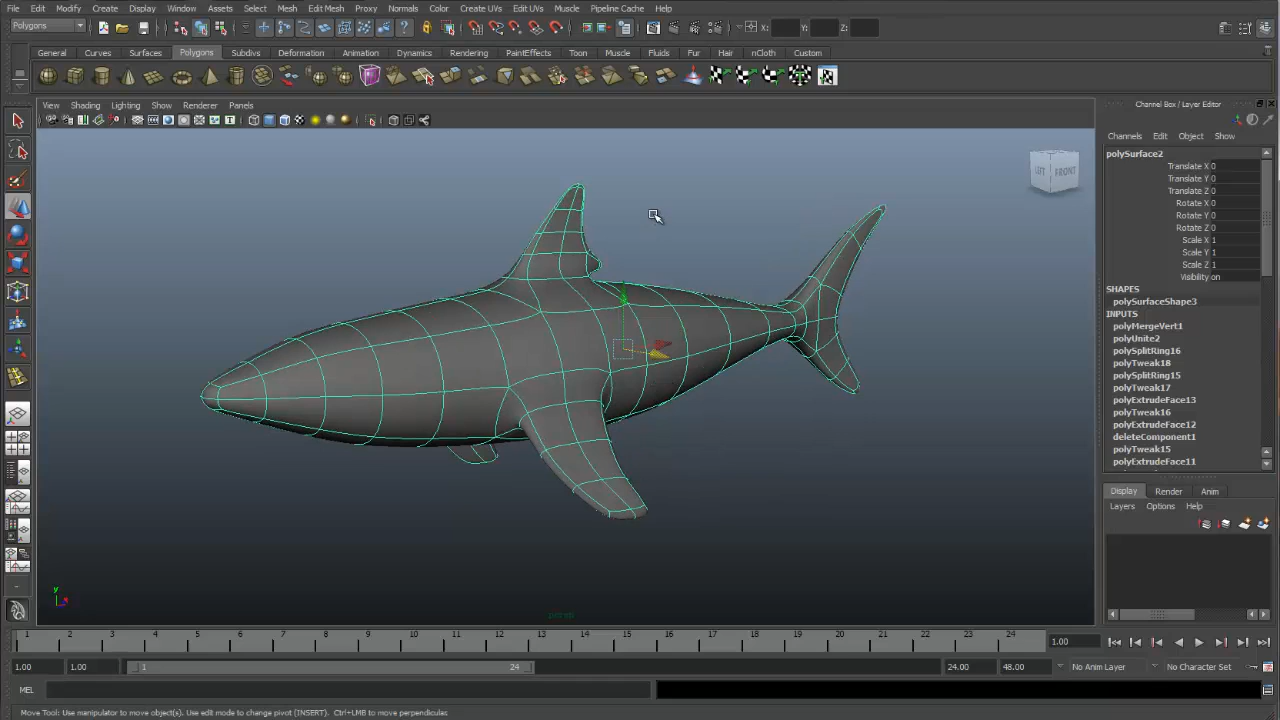 File Edit Modify Create Display Window Assets Select Mesh Edit Mesh Proxy Normals Color Create UVs Edit UVs Muscle Pipeline Cache Help
Polygons X: Y: Z:
General Curves Surfaces Polygons Subdivs Deformation Animation Dynamics Rendering PaintEffects Toon Muscle Fluids Fur Hair nCloth Custom
View Shading Lighting Show Renderer Panels
Channel Box / Layer Editor
Channels Edit Object Show
polySurface2
Translate X 0
Translate Y 0
Translate Z 0
Rotate X 0
Rotate Y 0
Rotate Z 0
Scale X 1
Scale Y 1
Scale Z 1
Visibility on
SHAPES
polySurfaceShape3
INPUTS
polyMergeVert1
polyUnite2
polySplitRing16
polyTweak18
polySplitRing15
polyTweak17
polyExtrudeFace13
polyTweak16
polyExtrudeFace12
deleteComponent1
polyTweak15
polyExtrudeFace11
Display Render Anim
Layers Options Help
FRONT
y
persp
1 2 3 4 5 6 7 8 9 10 11 12 13 14 15 16 17 18 19 20 21 22 23 24 1.00
1.00 1.00 1 24 24.00 48.00 No Anim Layer No Character Set
MEL
Move Tool: Use manipulator to move object(s). Use edit mode to change pivot (INSERT). Ctrl+LMB to move perpendicular.